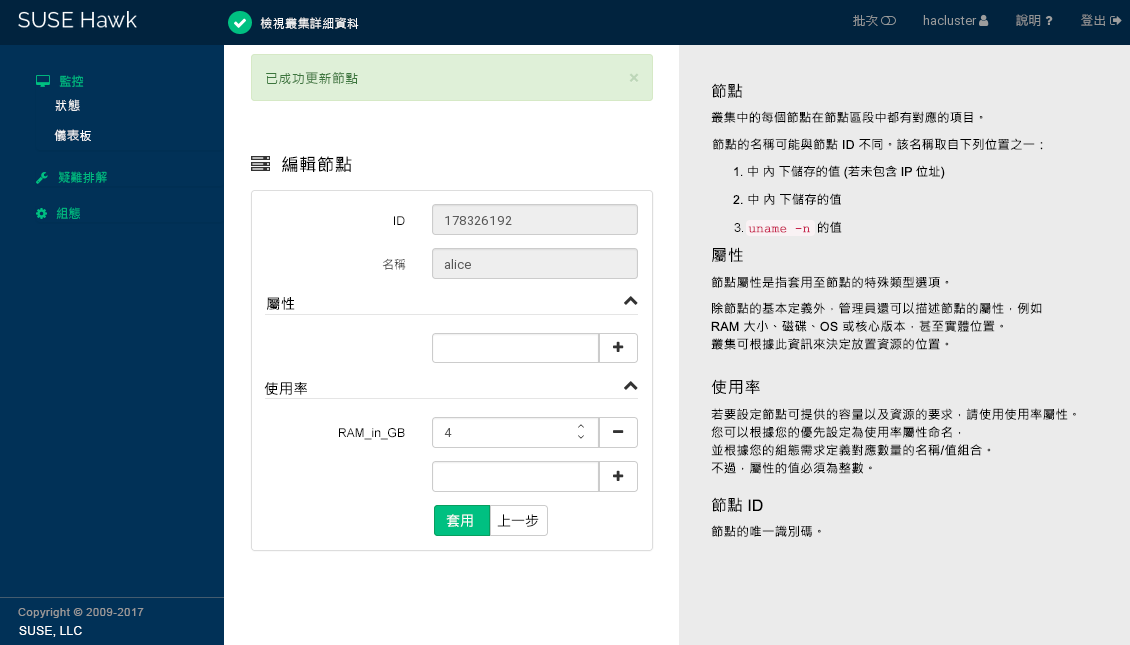 SUSE Hawk
檢視叢集詳細資料
批次
hacluster
說明 ?
登出
監控
狀態
儀表板
疑難排解
組態
Copyright © 2009-2017
SUSE, LLC
已成功更新節點 ×
編輯節點
ID 178326192
名稱 alice
屬性
使用率
RAM_in_GB 4
套用 上一步
節點
叢集中的每個節點在節點區段中都有對應的項目。
節點的名稱可能與節點 ID 不同。該名稱取自下列位置之一：
1. 中 內 下儲存的值 (若未包含 IP 位址)
2. 中 內 下儲存的值
3. uname -n 的值
屬性
節點屬性是指套用至節點的特殊類型選項。
除節點的基本定義外，管理員還可以描述節點的屬性，例如
RAM 大小、磁碟、OS 或核心版本，甚至實體位置。
叢集可根據此資訊來決定放置資源的位置。
使用率
若要設定節點可提供的容量以及資源的要求，請使用使用率屬性。
您可以根據您的優先設定為使用率屬性命名，
並根據您的組態需求定義對應數量的名稱/值組合。
不過，屬性的值必須為整數。
節點 ID
節點的唯一識別碼。